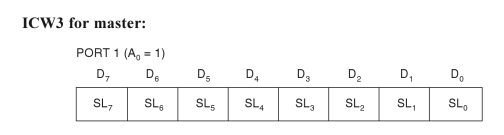 ICW3 for master:
PORT 1 (A₀ = 1)
D₇ D₆ D₅ D₄ D₃ D₂ D₁ D₀
SL₇ SL₆ SL₅ SL₄ SL₃ SL₂ SL₁ SL₀